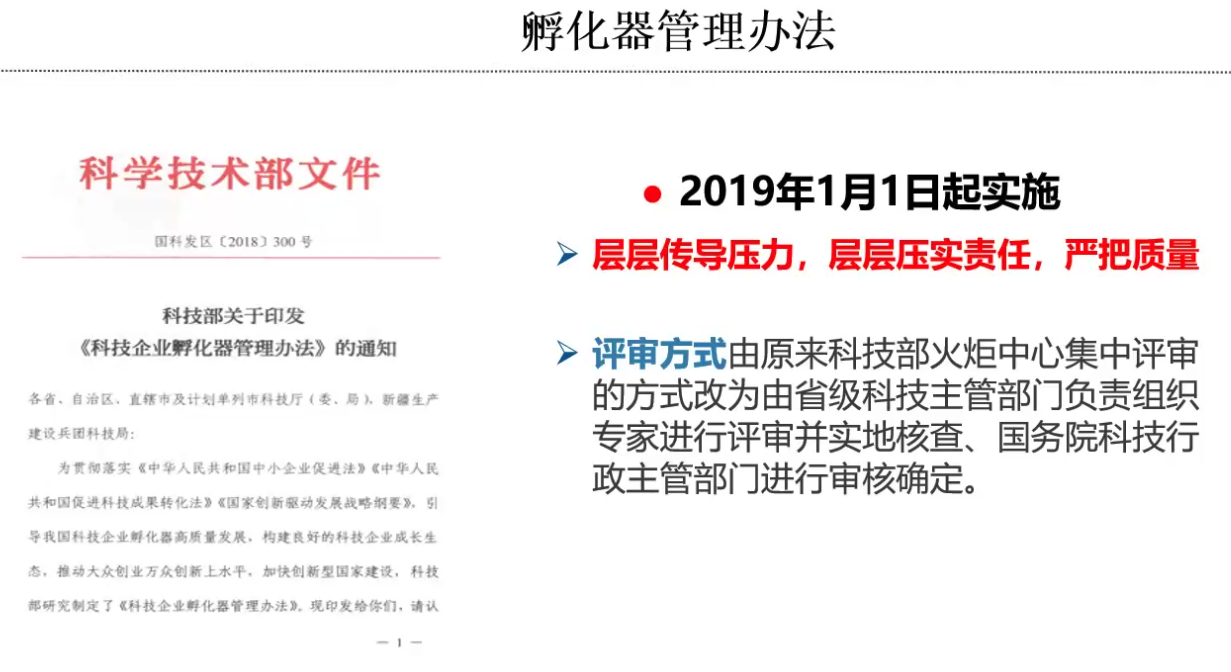 孵化器管理办法
科学技术部文件
国科发区〔2018〕300 号
科技部关于印发
《科技企业孵化器管理办法》的通知
各省、自治区、直辖市及计划单列市科技厅（委、局），新疆生产
建设兵团科技局：
为贯彻落实《中华人民共和国中小企业促进法》《中华人民
共和国促进科技成果转化法》《国家创新驱动发展战略纲要》，引
导我国科技企业孵化器高质量发展，构建良好的科技企业成长生
态，推动大众创业万众创新上水平，加快创新型国家建设，科技
部研究制定了《科技企业孵化器管理办法》。现印发给你们，请认
— 1 —
● 2019年1月1日起实施
➢ 层层传导压力，层层压实责任，严把质量
➢ 评审方式由原来科技部火炬中心集中评审
的方式改为由省级科技主管部门负责组织
专家进行评审并实地核查、国务院科技行
政主管部门进行审核确定。